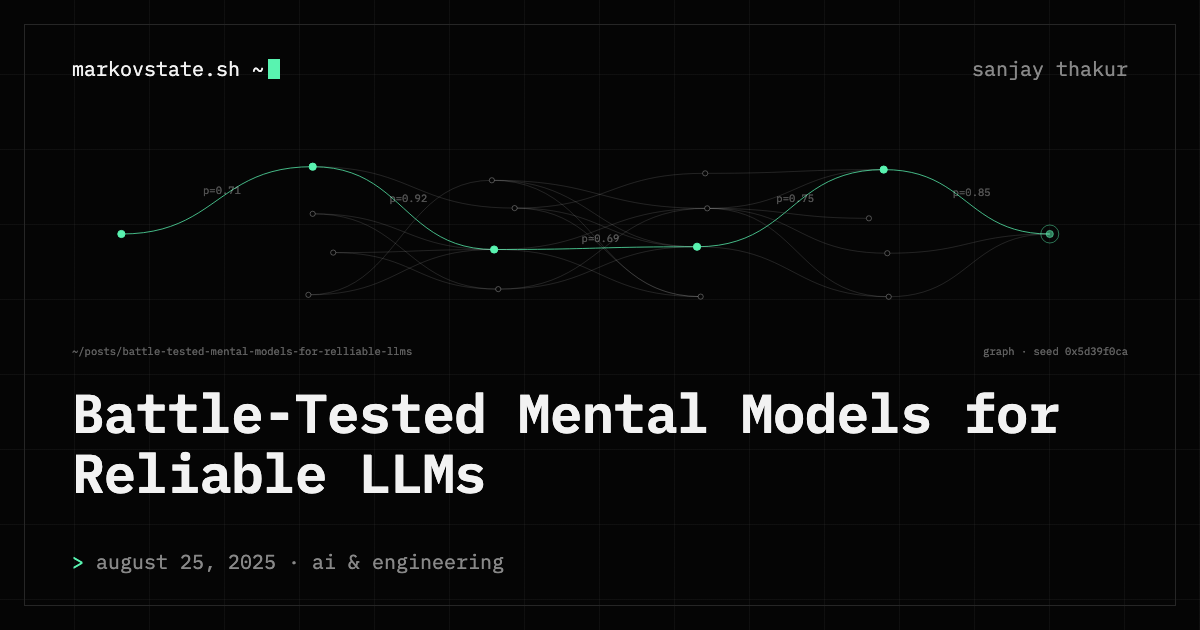 markovstate.sh ~
sanjay thakur
p=0.71
p=0.92
p=0.69
p=0.75
p=0.85
~/posts/battle-tested-mental-models-for-relliable-llms
graph · seed 0x5d39f0ca
Battle-Tested Mental Models for
Reliable LLMs
> august 25, 2025 · ai & engineering